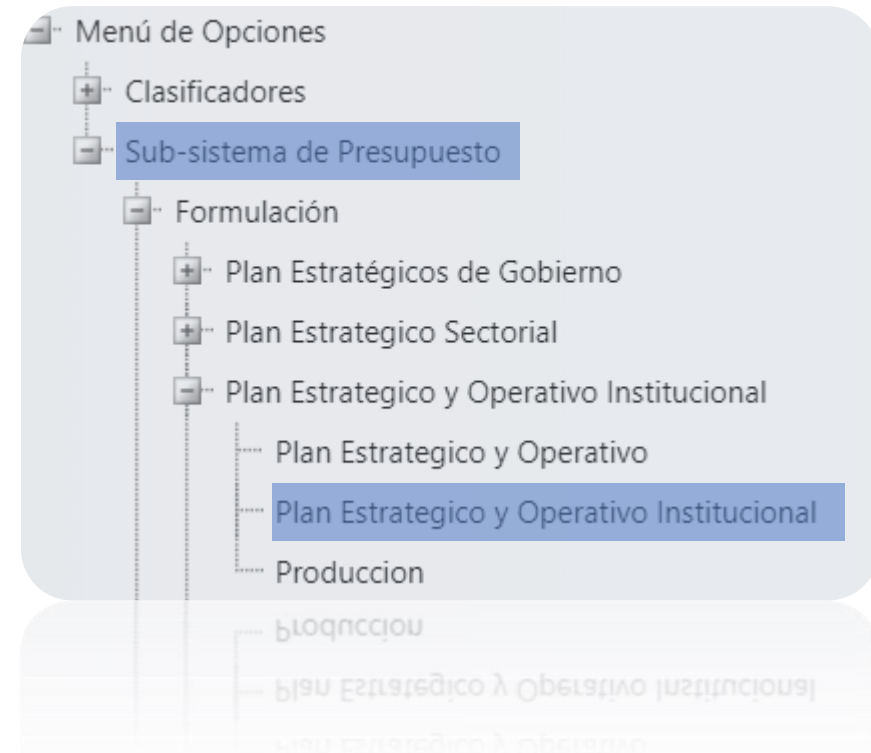 Menú de Opciones
Clasificadores
Sub-sistema de Presupuesto
Formulación
Plan Estratégicos de Gobierno
Plan Estrategico Sectorial
Plan Estrategico y Operativo Institucional
Plan Estrategico y Operativo
Plan Estrategico y Operativo Institucional
Produccion